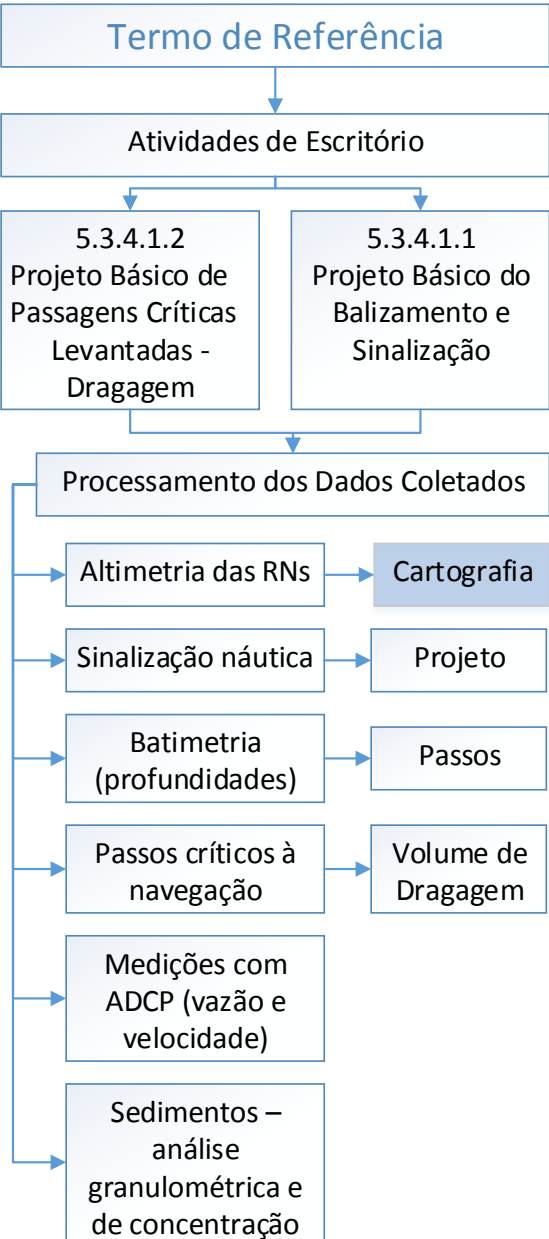 Termo de Referência
Atividades de Escritório
5.3.4.1.2
Projeto Básico de
Passagens Críticas
Levantadas -
Dragagem
5.3.4.1.1
Projeto Básico do
Balizamento e
Sinalização
Processamento dos Dados Coletados
Altimetria das RNs
Cartografia
Sinalização náutica
Projeto
Batimetria
(profundidades)
Passos
Passos críticos à
navegação
Volume de
Dragagem
Medições com
ADCP (vazão e
velocidade)
Sedimentos –
análise
granulométrica e
de concentração